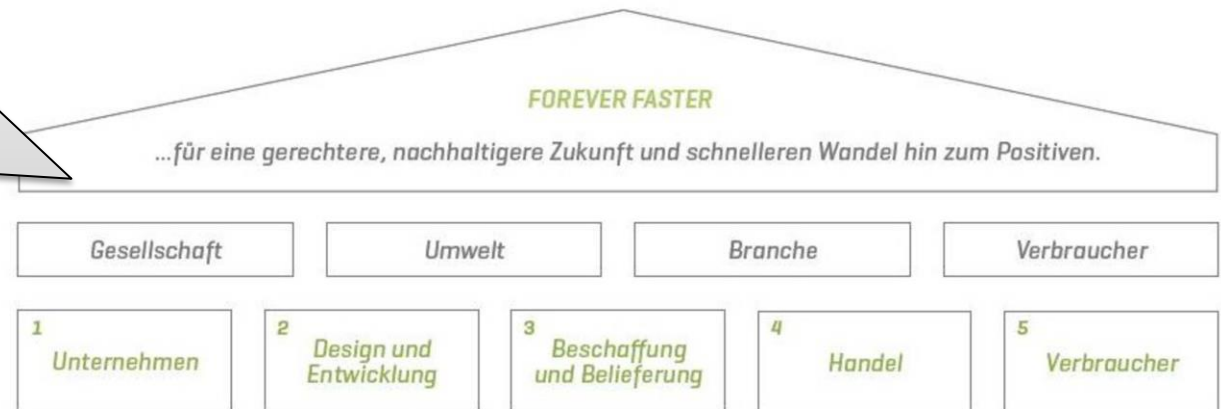 FOREVER FASTER
...für eine gerechtere, nachhaltigere Zukunft und schnelleren Wandel hin zum Positiven.
Gesellschaft
Umwelt
Branche
Verbraucher
1
Unternehmen
2
Design und
Entwicklung
3
Beschaffung
und Belieferung
4
Handel
5
Verbraucher